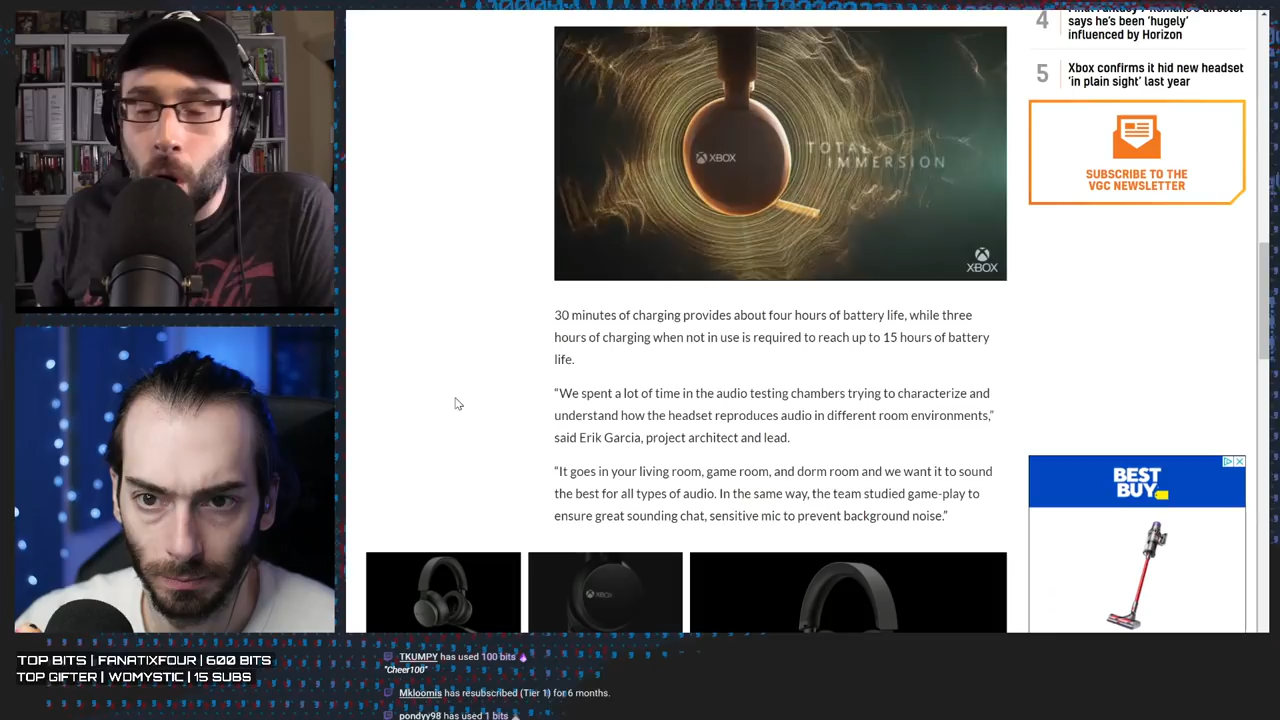 XBOX
TOTAL
IMMERSION
XBOX
30 minutes of charging provides about four hours of battery life, while three
hours of charging when not in use is required to reach up to 15 hours of battery
life.
“We spent a lot of time in the audio testing chambers trying to characterize and
understand how the headset reproduces audio in different room environments,”
said Erik Garcia, project architect and lead.
“It goes in your living room, game room, and dorm room and we want it to sound
the best for all types of audio. In the same way, the team studied game-play to
ensure great sounding chat, sensitive mic to prevent background noise.”
XBOX
4
says he’s been ‘hugely’
influenced by Horizon
5
Xbox confirms it hid new headset
‘in plain sight’ last year
SUBSCRIBE TO THE
VGC NEWSLETTER
BEST
BUY
TOP BITS | FANATIXFOUR | 600 BITS
TOP GIFTER | WDMYSTIC | 15 SUBS
TKUMPY has used 100 bits
"Cheer100"
Mkloomis has resubscribed (Tier 1) for 6 months.
pondyy98 has used 1 bits